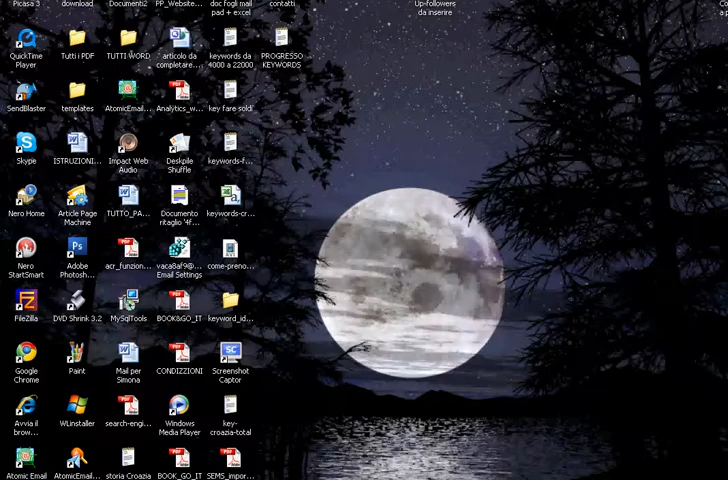 Picasa 3
download
Documenti2
PP_Website...
doc fogli mail
pad + excel
contatti
Up-followers
da inserire
QuickTime
Player
Tutti i PDF
TUTTI WORD
articolo da
completare...
keywords da
4000 a 22000
PROGRESSO
KEYWORDS
SendBlaster
templates
AtomicEmail...
Analytics_w...
key fare soldi
Skype
ISTRUZIONI...
Impact Web
Audio
Deskpile
Shuffle
keywords-f...
Nero Home
Article Page
Machine
TUTTO_PA...
Documento
ritaglio '4f...
keywords-cr...
Nero
StartSmart
Adobe
Photosh...
acr_funzion...
vaca8af9@...
Email Settings
come-preno...
FileZilla
DVD Shrink 3.2
MySqlTools
BOOK&GO_IT
keyword_id...
Google
Chrome
Paint
Mail per
Simona
CONDIZIONI
Screenshot
Captor
Avvia il
brow...
WLinstaller
search-engi...
Windows
Media Player
key-
croazia-total
Atomic Email
AtomicEmail...
storia Croazia
BOOK_GO_IT
SEMS_impor...